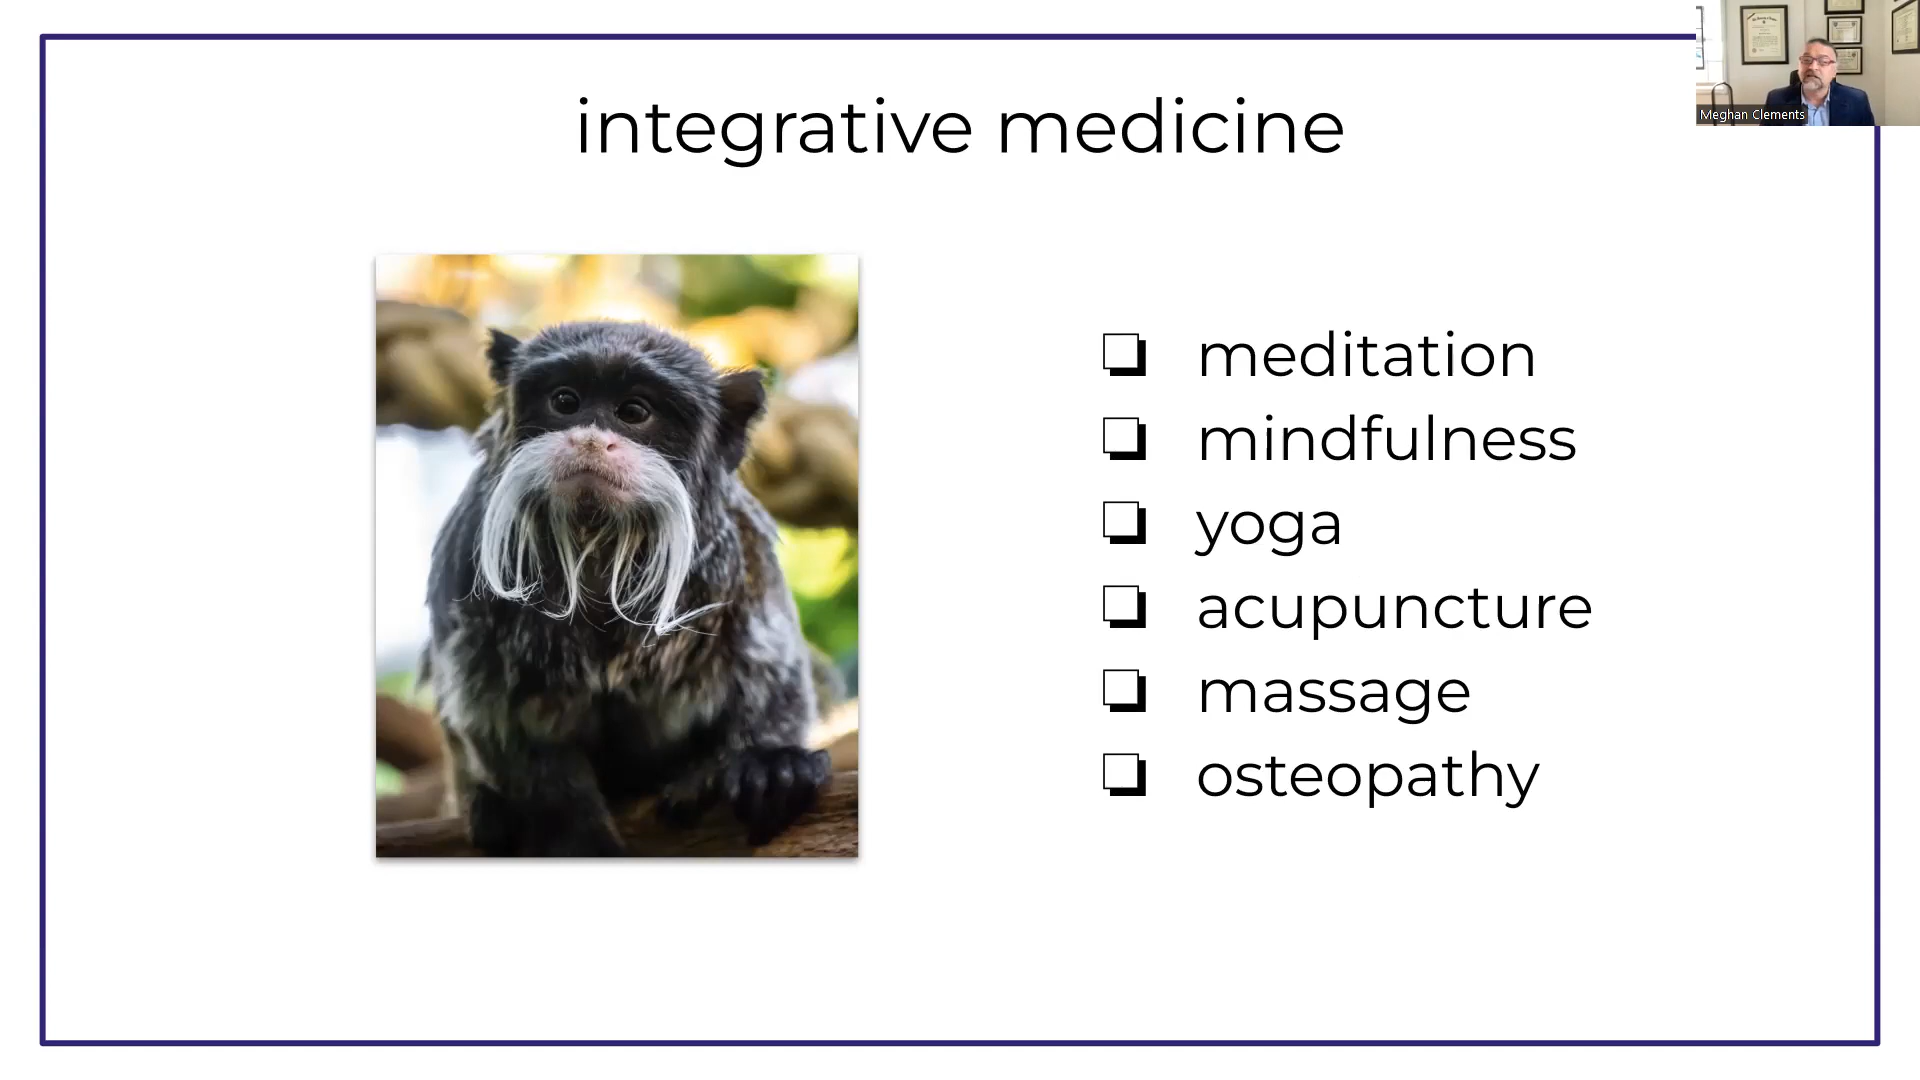 integrative medicine
Meghan Clements
meditation
mindfulness
yoga
acupuncture
massage
osteopathy